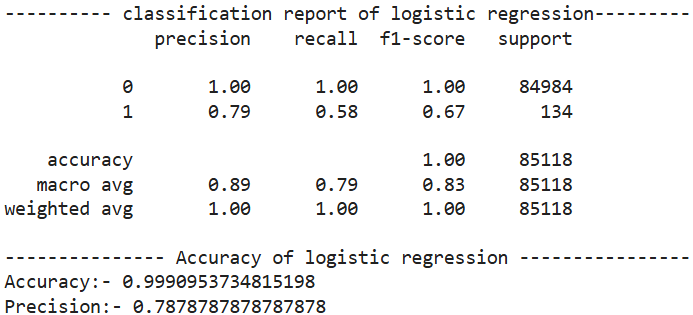 ---------- classification report of logistic regression---------
precision recall f1-score support
0 1.00 1.00 1.00 84984
1 0.79 0.58 0.67 134
accuracy 1.00 85118
macro avg 0.89 0.79 0.83 85118
weighted avg 1.00 1.00 1.00 85118
--------------- Accuracy of logistic regression ----------------
Accuracy:- 0.9990953734815198
Precision:- 0.7878787878787878